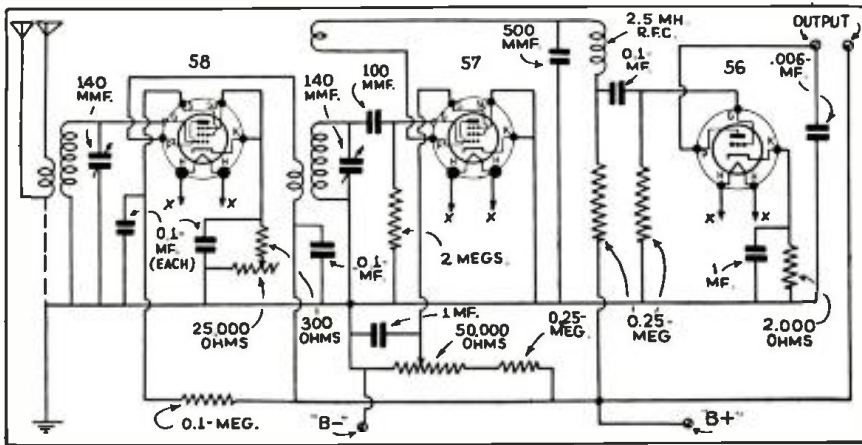 58
140
MMF.
0.1-
MF.
(EACH)
25,000
OHMS
300
OHMS
0.1-MEG.
140
MMF.
100
MMF.
0.1-
MF.
2 MEGS.
1 MF.
50,000
OHMS
0.25-
MEG.
"B-"
500
MMF.
57
2.5 MH.
R.F.C.
0.1-
MF.
0.25-
MEG
"B+"
56
OUTPUT
.006-
MF.
1
MF.
2,000
OHMS
G
P
K
H
H
X
X
X
X
G
P
K
H
H
X
X